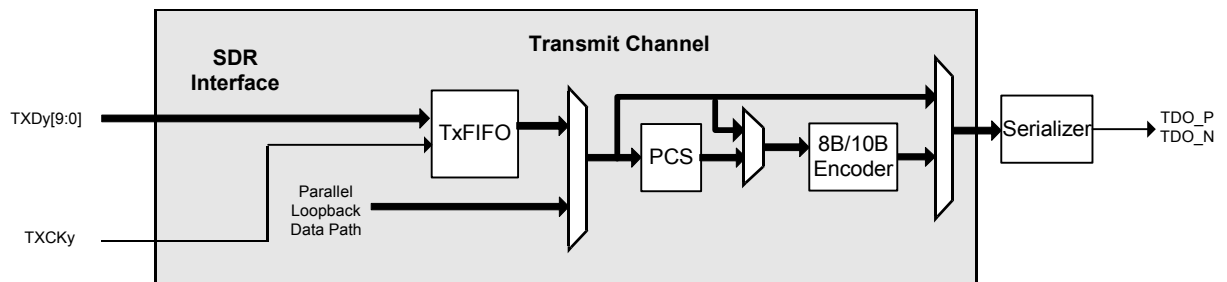 SDR
Interface
Transmit Channel
TXDy[9:0]
TxFIFO
PCS
8B/10B
Encoder
Serializer
TDO_P
TDO_N
Parallel
Loopback
Data Path
TXCKy